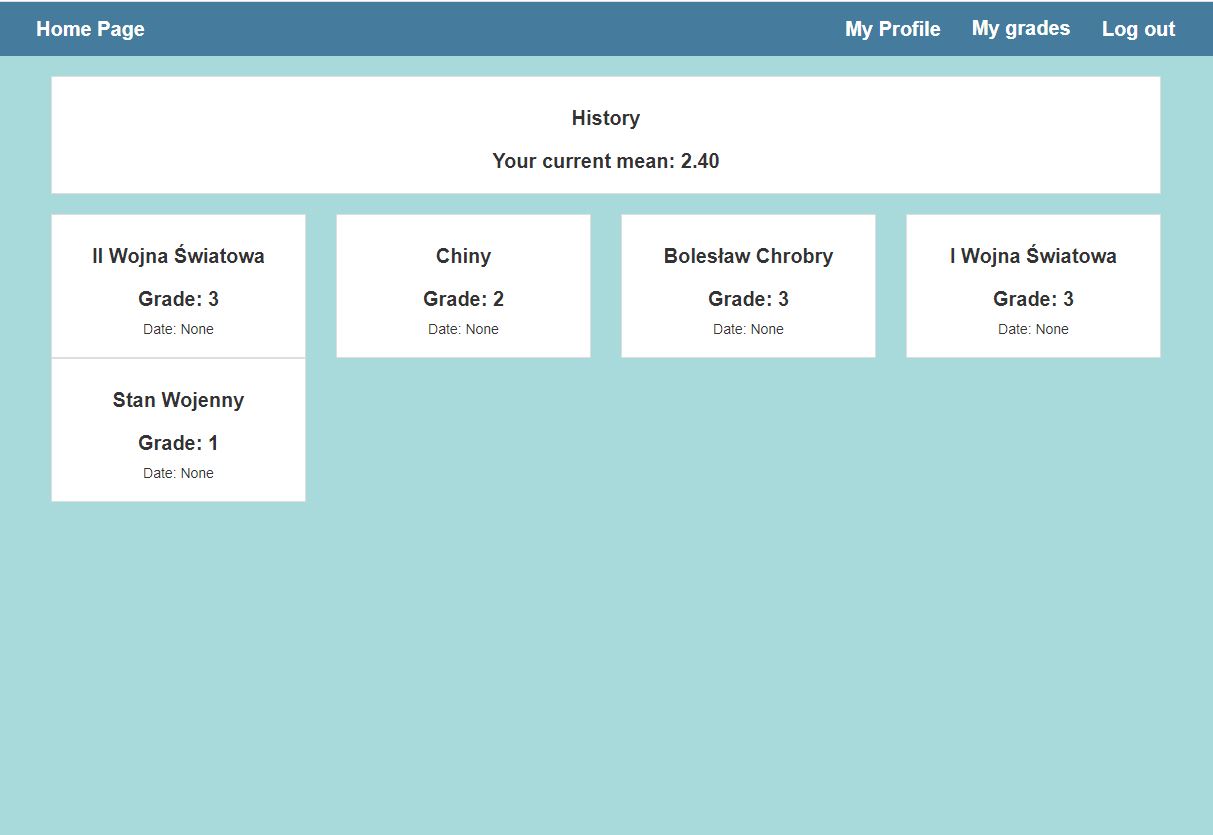 Home Page
My Profile
My grades
Log out
History
Your current mean: 2.40
II Wojna Światowa
Grade: 3
Date: None
Chiny
Grade: 2
Date: None
Bolesław Chrobry
Grade: 3
Date: None
I Wojna Światowa
Grade: 3
Date: None
Stan Wojenny
Grade: 1
Date: None